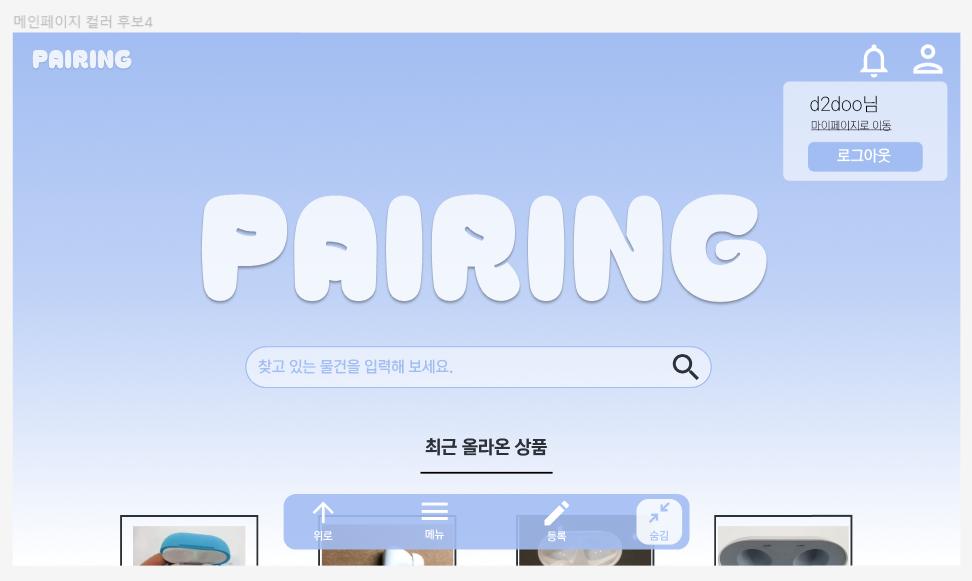 메인페이지 컬러 후보4
PAIRING
d2doo님
마이페이지로 이동
로그아웃
PAIRING
찾고 있는 물건을 입력해 보세요.
최근 올라온 상품
위로
메뉴
등록
숨김